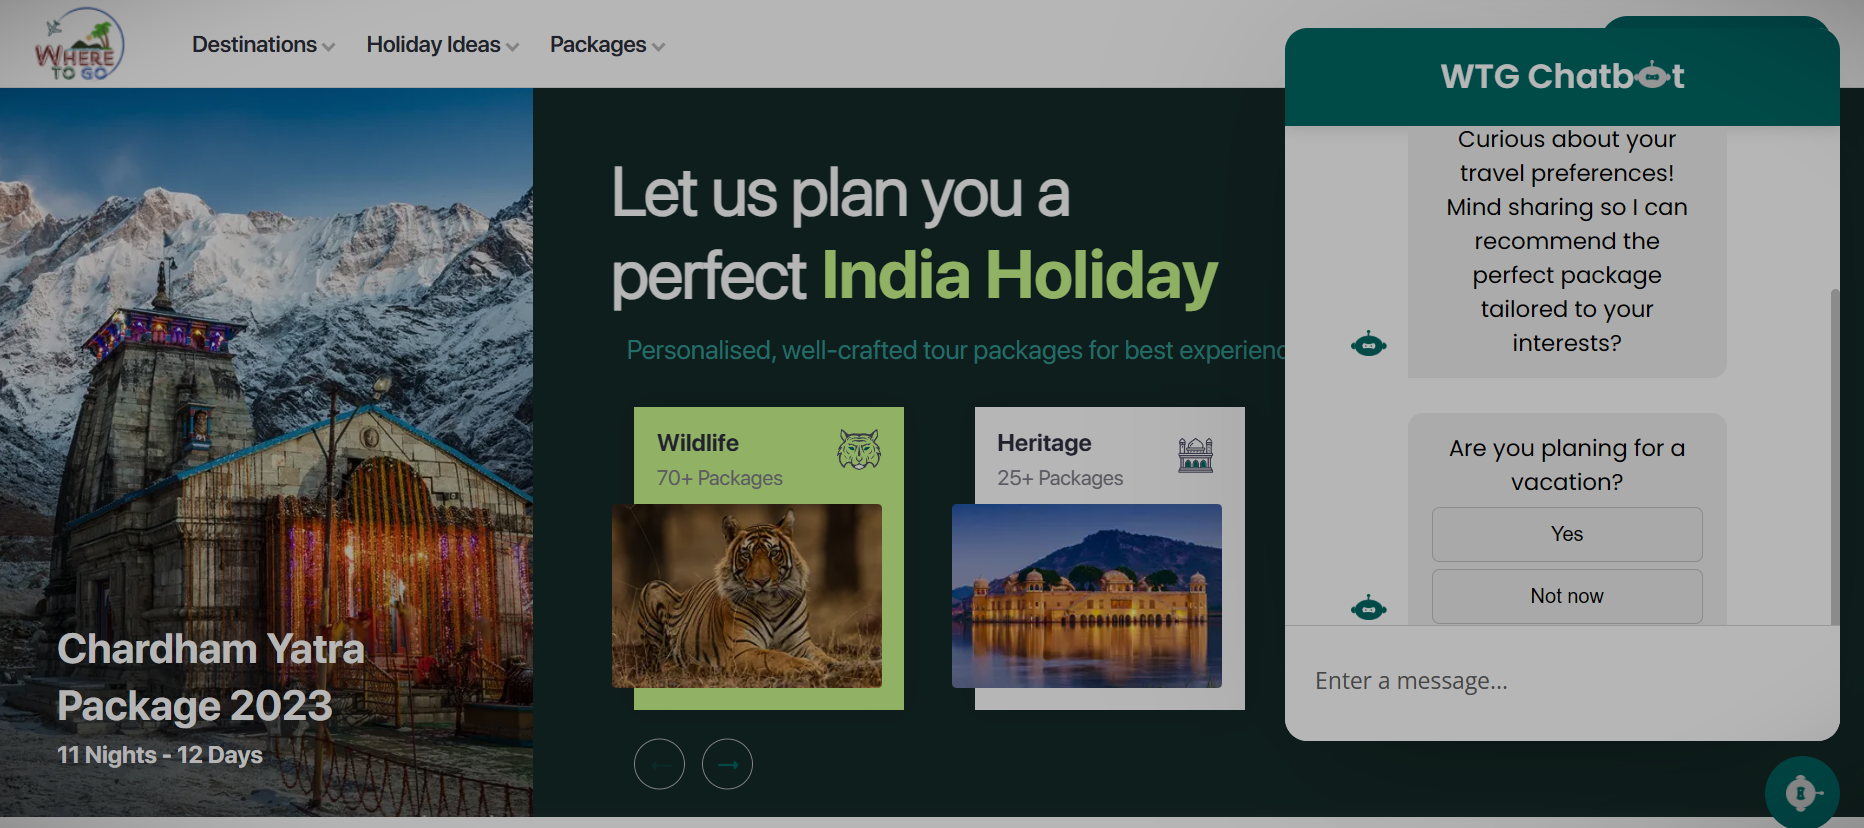 WHERE
TO GO
Destinations
Holiday Ideas
Packages
Let us plan you a
perfect India Holiday
Personalised, well-crafted tour packages for best
Wildlife
70+ Packages
Heritage
25+ Packages
Chardham Yatra
Package 2023
11 Nights - 12 Days
WTG Chatbot
Curious about your
travel preferences!
Mind sharing so I can
recommend the
perfect package
tailored to your
interests?
Are you planing for a
vacation?
Yes
Not now
Enter a message...